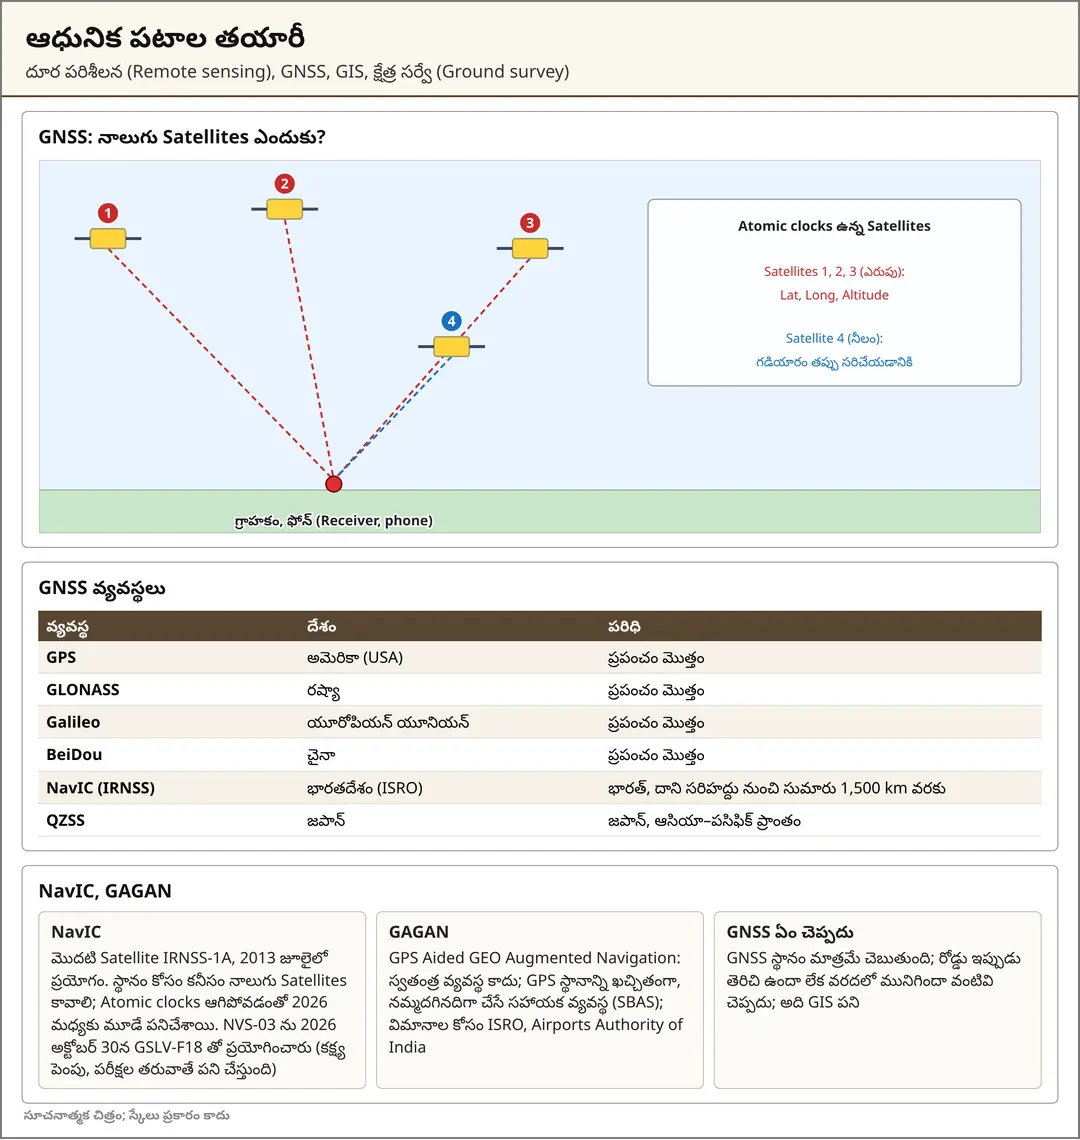 ఆధునిక పటాల తయారీ
దూర పరిశీలన (Remote sensing), GNSS, GIS, క్షేత్ర సర్వే (Ground survey)
GNSS: నాలుగు Satellites ఎందుకు?
1
2
3
4
Atomic clocks ఉన్న Satellites
Satellites 1, 2, 3 (ఎరుపు):
Lat, Long, Altitude
Satellite 4 (నీలం):
గడియారం తప్పు సరిచేయడానికి
గ్రాహకం, ఫోన్ (Receiver, phone)
GNSS వ్యవస్థలు
వ్యవస్థ దేశం పరిధి
GPS అమెరికా (USA) ప్రపంచం మొత్తం
GLONASS రష్యా ప్రపంచం మొత్తం
Galileo యూరోపియన్ యూనియన్ ప్రపంచం మొత్తం
BeiDou చైనా ప్రపంచం మొత్తం
NavIC (IRNSS) భారతదేశం (ISRO) భారత్, దాని సరిహద్దు నుంచి సుమారు 1,500 km వరకు
QZSS జపాన్ జపాన్, ఆసియా–పసిఫిక్ ప్రాంతం
NavIC, GAGAN
NavIC
మొదటి Satellite IRNSS-1A, 2013 జూలైలో
ప్రయోగం. స్థానం కోసం కనీసం నాలుగు Satellites
కావాలి; Atomic clocks ఆగిపోవడంతో 2026
మధ్యకు మూడే పనిచేశాయి. NVS-03 ను 2026
అక్టోబర్ 30న GSLV-F18 తో ప్రయోగించారు (కక్ష్య
పెంపు, పరీక్షల తరువాతే పని చేస్తుంది)
GAGAN
GPS Aided GEO Augmented Navigation:
స్వతంత్ర వ్యవస్థ కాదు; GPS స్థానాన్ని ఖచ్చితంగా,
నమ్మదగినదిగా చేసే సహాయక వ్యవస్థ (SBAS);
విమానాల కోసం ISRO, Airports Authority of
India
GNSS ఏం చెప్పదు
GNSS స్థానం మాత్రమే చెబుతుంది; రోడ్డు ఇప్పుడు
తెరిచి ఉందా లేక వరదలో మునిగిందా వంటివి
చెప్పదు; అది GIS పని
సూచనాత్మక చిత్రం; స్కేలు ప్రకారం కాదు